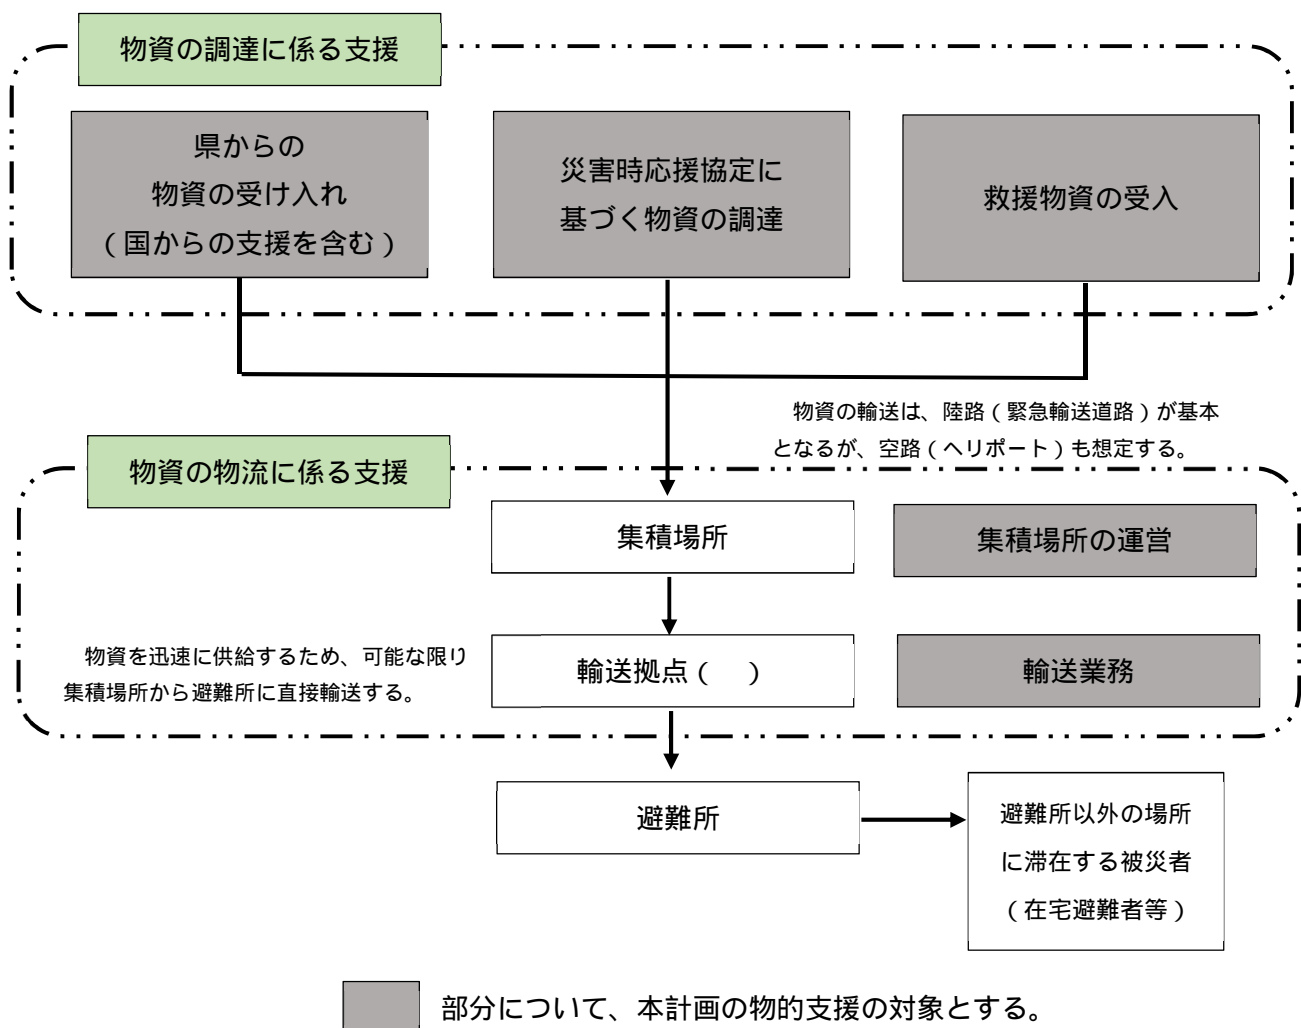 物資の調達に係る支援
県からの
物資の受け入れ
(国からの支援を含む)
災害時応援協定に
基づく物資の調達
救援物資の受入
物資の輸送は、陸路(緊急輸送道路)が基本
となるが、空路(ヘリポート)も想定する。
物資の物流に係る支援
集積場所
集積場所の運営
物資を迅速に供給するため、可能な限り
集積場所から避難所に直接輸送する。
輸送拠点(　)
輸送業務
避難所
避難所以外の場所
に滞在する被災者
(在宅避難者等)
部分について、本計画の物的支援の対象とする。